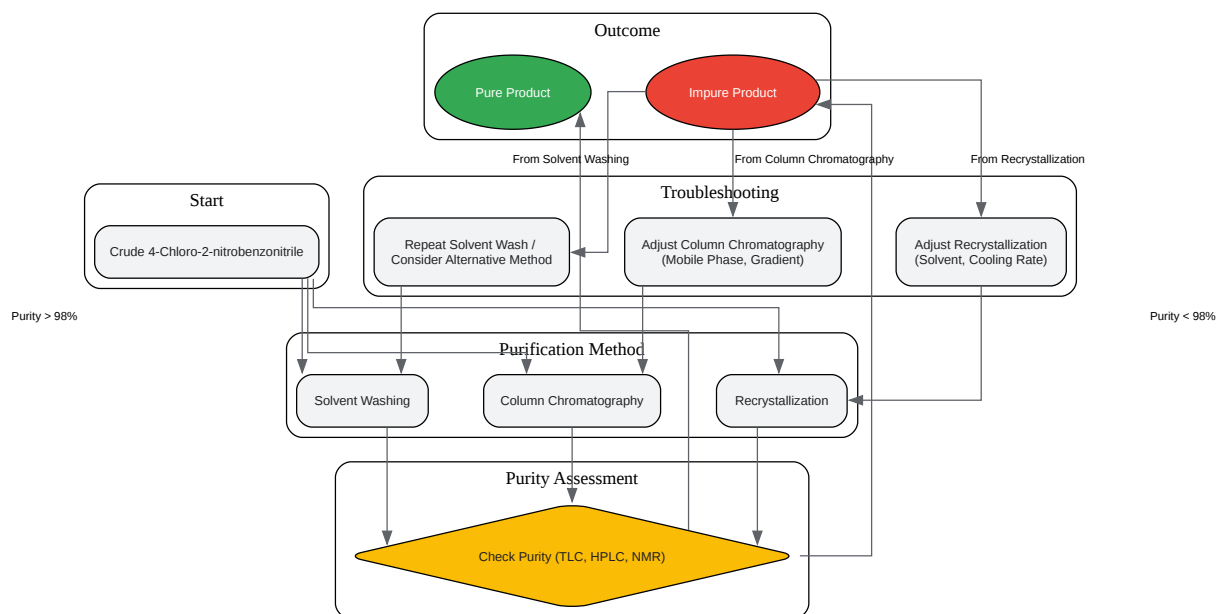 Outcome
Pure Product
Impure Product
From Solvent Washing
From Column Chromatography
From Recrystallization
Start
Troubleshooting
Crude 4-Chloro-2-nitrobenzonitrile
Repeat Solvent Wash /
Consider Alternative Method
Adjust Column Chromatography
(Mobile Phase, Gradient)
Adjust Recrystallization
(Solvent, Cooling Rate)
Purity > 98%
Purity < 98%
Purification Method
Solvent Washing
Column Chromatography
Recrystallization
Purity Assessment
Check Purity (TLC, HPLC, NMR)